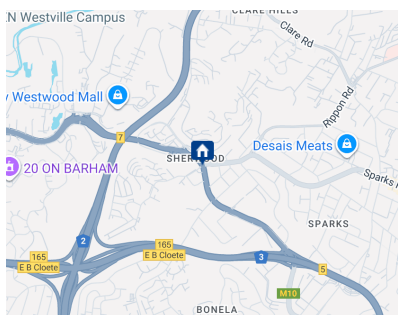 CLARE HILLS
N Westville Campus
Clare Rd
Westwood Mall
7
Rippon Rd
Desais Meats
SHERWOOD
20 ON BARHAM
Sparks
SPARKS
2
165
E B Cloete
165
E B Cloete
3
5
M10
BONELA